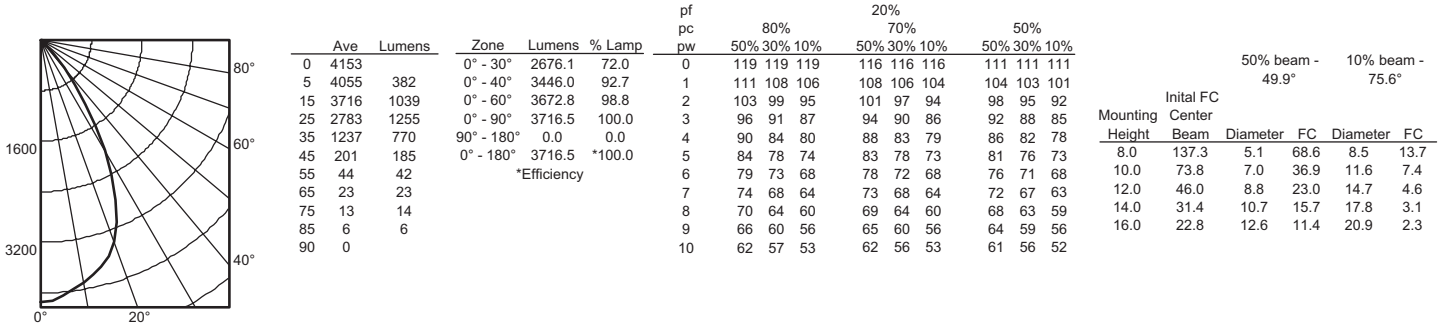 80°
60°
40°
1600
3200
0° 20°
Ave Lumens
0 4153
5 4055 382
15 3716 1039
25 2783 1255
35 1237 770
45 201 185
55 44 42
65 23 23
75 13 14
85 6 6
90 0
Zone Lumens % Lamp
0° - 30° 2676.1 72.0
0° - 40° 3446.0 92.7
0° - 60° 3672.8 98.8
0° - 90° 3716.5 100.0
90° - 180° 0.0 0.0
0° - 180° 3716.5 *100.0
*Efficiency
pf 20%
pc 80% 70% 50%
pw 50% 30% 10% 50% 30% 10% 50% 30% 10%
0 119 119 119 116 116 116 111 111 111
1 111 108 106 108 106 104 104 103 101
2 103 99 95 101 97 94 98 95 92
3 96 91 87 94 90 86 92 88 85
4 90 84 80 88 83 79 86 82 78
5 84 78 74 83 78 73 81 76 73
6 79 73 68 78 72 68 76 71 68
7 74 68 64 73 68 64 72 67 63
8 70 64 60 69 64 60 68 63 59
9 66 60 56 65 60 56 64 59 56
10 62 57 53 62 56 53 61 56 52
50% beam - 10% beam -
49.9° 75.6°
Inital FC
Mounting Center
Height Beam Diameter FC Diameter FC
8.0 137.3 5.1 68.6 8.5 13.7
10.0 73.8 7.0 36.9 11.6 7.4
12.0 46.0 8.8 23.0 14.7 4.6
14.0 31.4 10.7 15.7 17.8 3.1
16.0 22.8 12.6 11.4 20.9 2.3